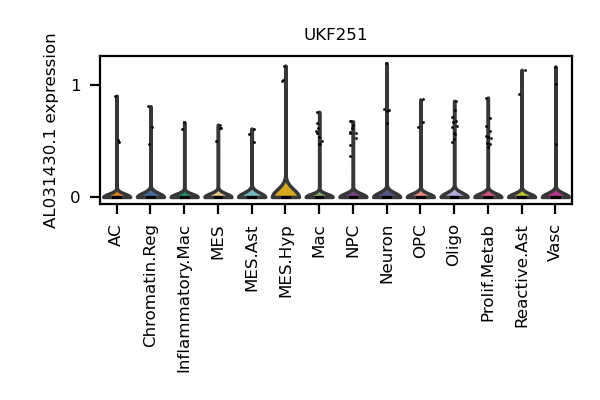 UKF251
AL031430.1 expression
1
0
AC
Chromatin.Reg
Inflammatory.Mac
MES
MES.Ast
MES.Hyp
Mac
NPC
Neuron
OPC
Oligo
Prolif.Metab
Reactive.Ast
Vasc